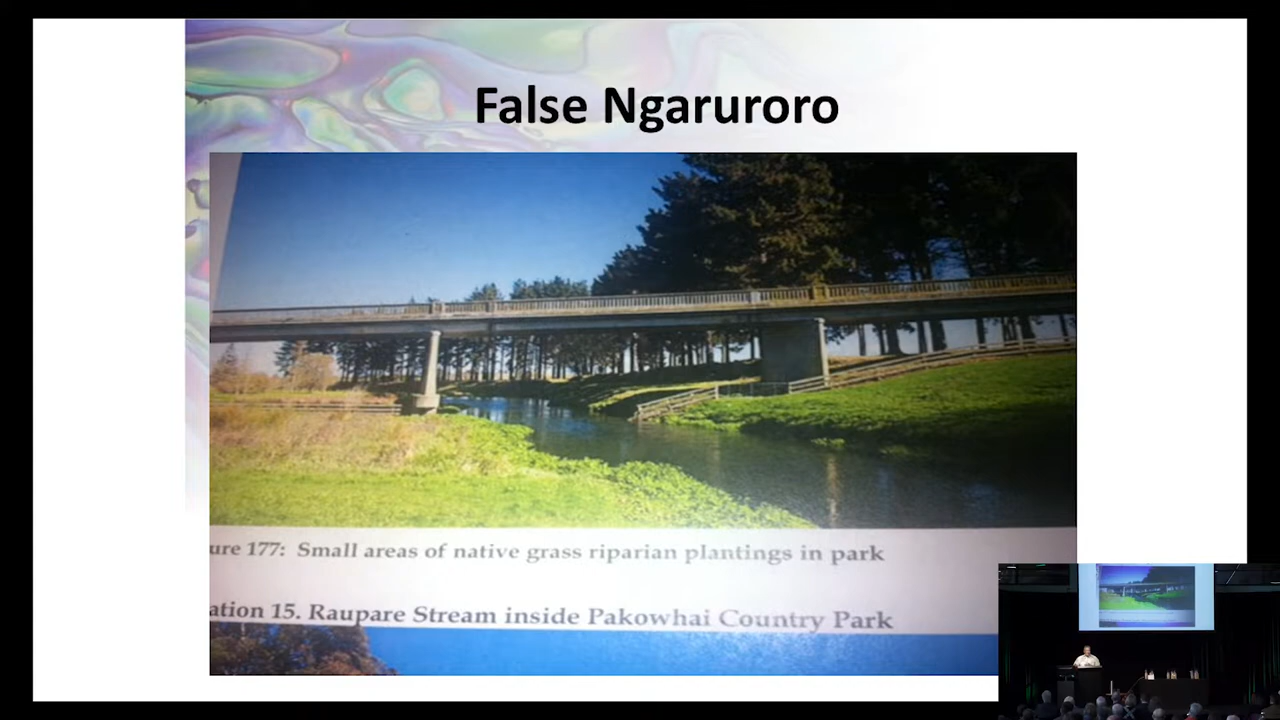 False Ngaruroro
ure 177: Small areas of native grass riparian plantings in park
ation 15. Raupare Stream inside Pakowhai Country Park